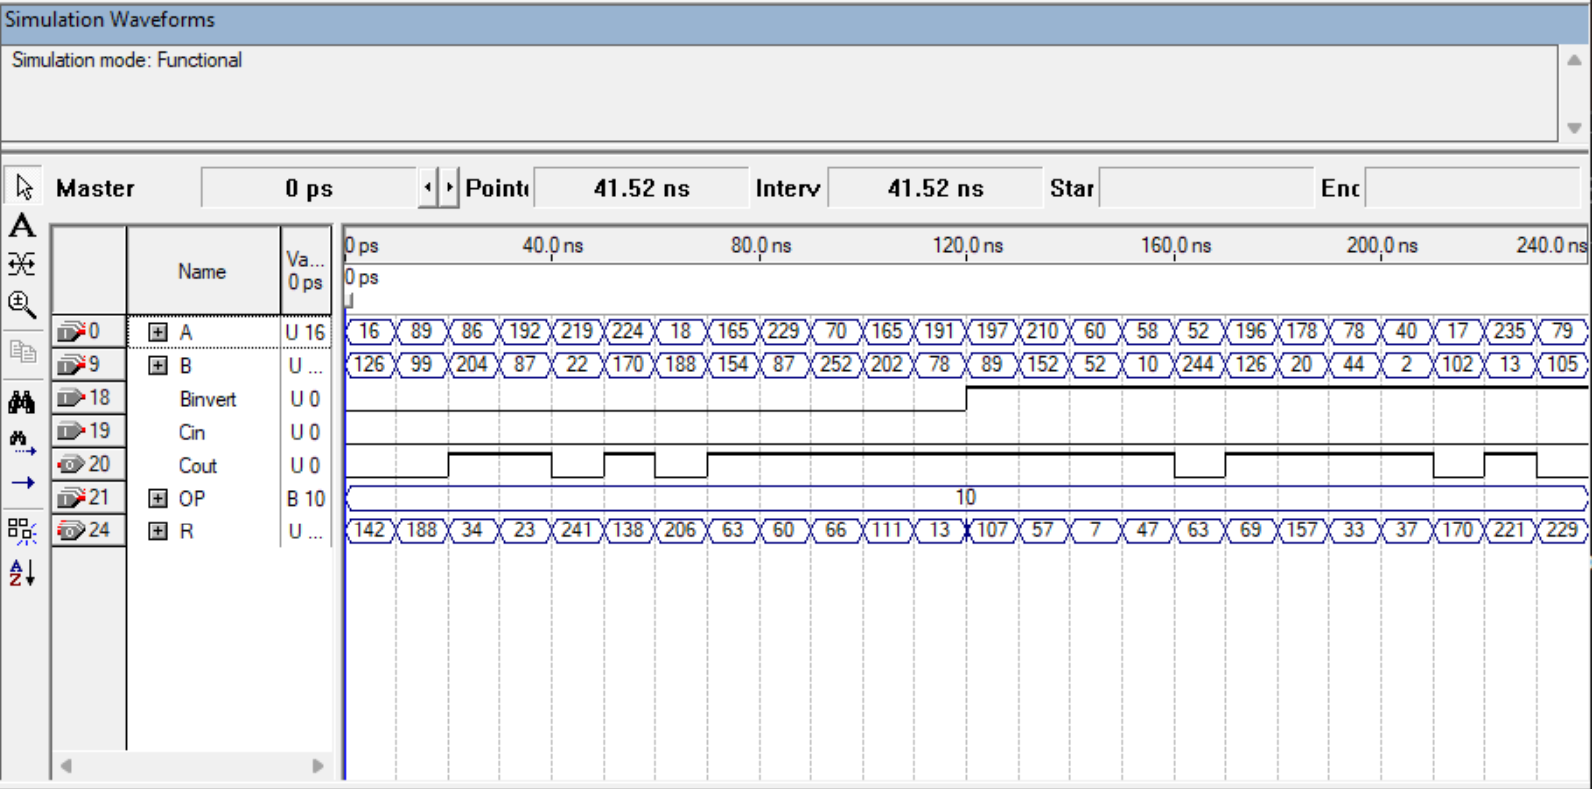 Simulation Waveforms
Simulation mode: Functional
Master 0 ps Pointe 41.52 ns Interv 41.52 ns Star Enc
Name Va... 0 ps 0 ps 40.0 ns 80.0 ns 120.0 ns 160.0 ns 200.0 ns 240.0 ns
0 ps
0 A U 16 16 89 86 192 219 224 18 165 229 70 165 191 197 210 60 58 52 196 178 78 40 17 235 79
9 B U ... 126 99 204 87 22 170 188 154 87 252 202 78 89 152 52 10 244 126 20 44 2 102 13 105
18 Binvert U 0
19 Cin U 0
20 Cout U 0
21 OP B 10 10
24 R U ... 142 188 34 23 241 138 206 63 60 66 111 13 107 57 7 47 63 69 157 33 37 170 221 229